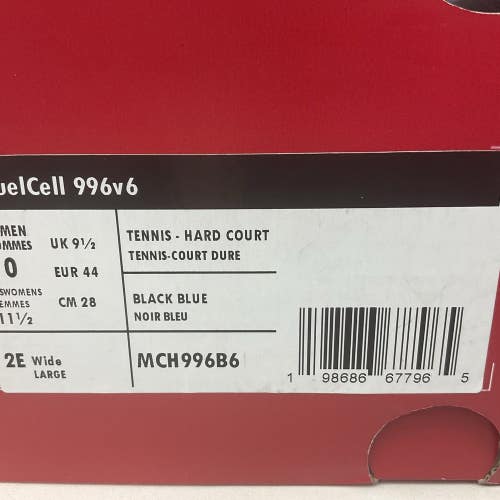 uelCell 996v6
MEN
OMMES
0
UK 9½
EUR 44
SWOMENS
EMMES
11½
CM 28
2E Wide
LARGE
TENNIS - HARD COURT
TENNIS-COURT DURE
BLACK BLUE
NOIR BLEU
MCH996B6
1 98686 67796 5